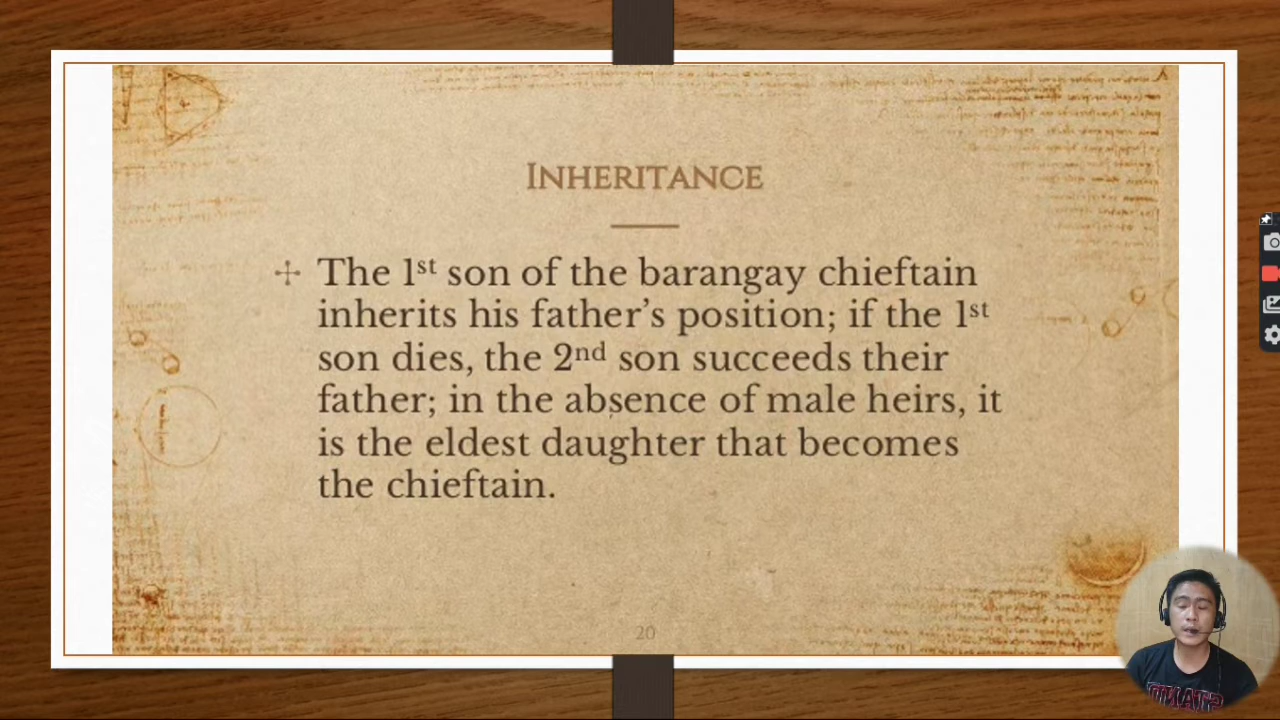 INHERITANCE
The 1st son of the barangay chieftain
inherits his father's position; if the 1st
son dies, the 2nd son succeeds their
father; in the absence of male heirs, it
is the eldest daughter that becomes
the chieftain.
20